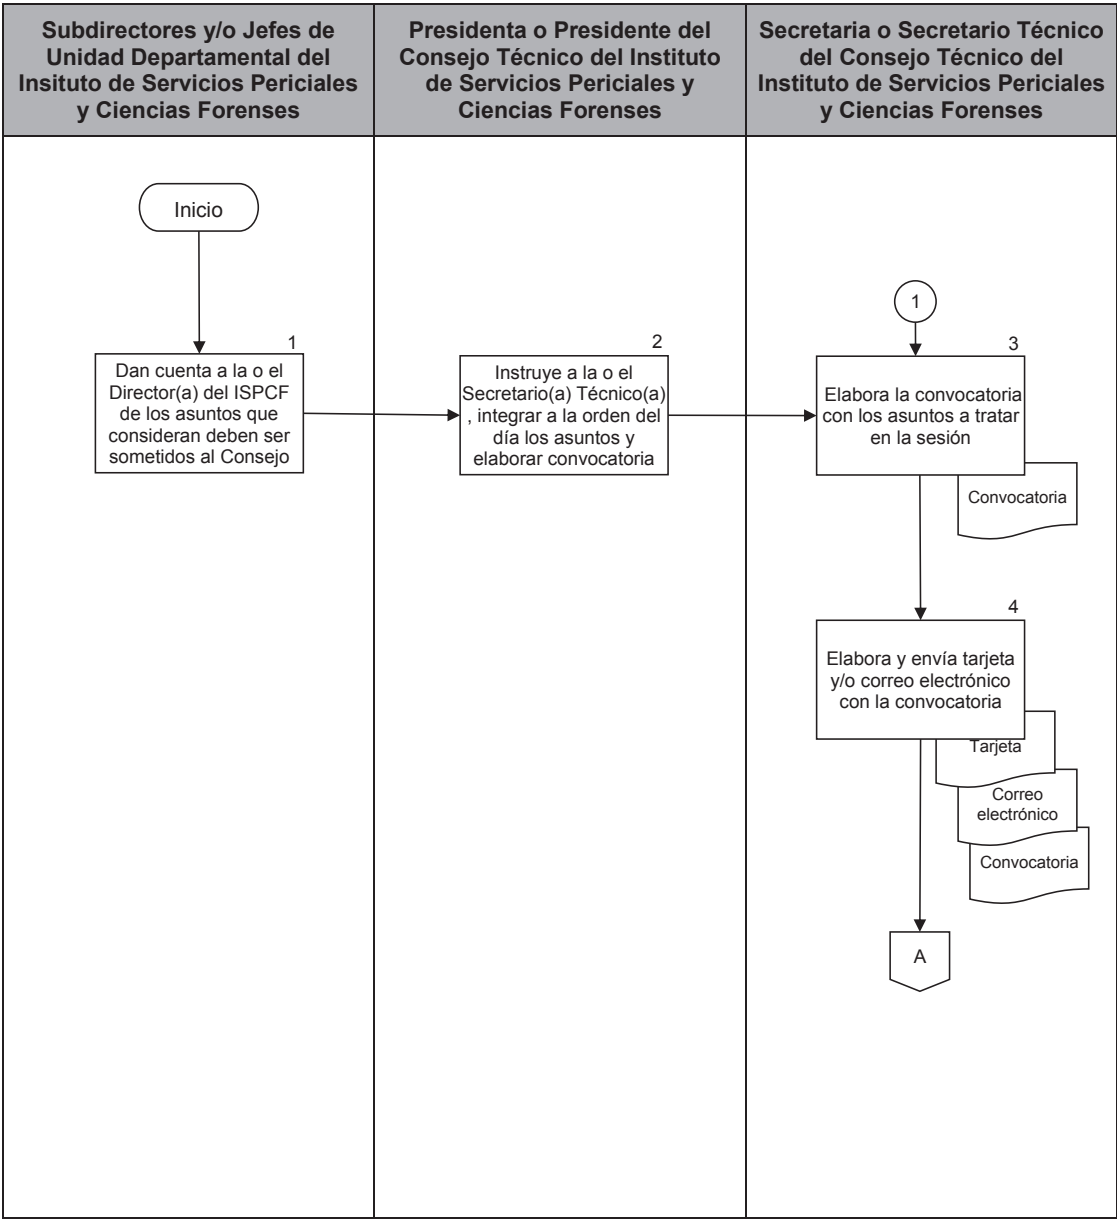 Subdirectores y/o Jefes de
Unidad Departamental del
Insituto de Servicios Periciales
y Ciencias Forenses
Presidenta o Presidente del
Consejo Técnico del Instituto
de Servicios Periciales y
Ciencias Forenses
Secretaria o Secretario Técnico
del Consejo Técnico del
Instituto de Servicios Periciales
y Ciencias Forenses
Inicio
1
Dan cuenta a la o el
Director(a) del ISPCF
de los asuntos que
consideran deben ser
sometidos al Consejo
2
Instruye a la o el
Secretario(a) Técnico(a)
, integrar a la orden del
día los asuntos y
elaborar convocatoria
1
3
Elabora la convocatoria
con los asuntos a tratar
en la sesión
Convocatoria
4
Elabora y envía tarjeta
y/o correo electrónico
con la convocatoria
Tarjeta
Correo
electrónico
Convocatoria
A